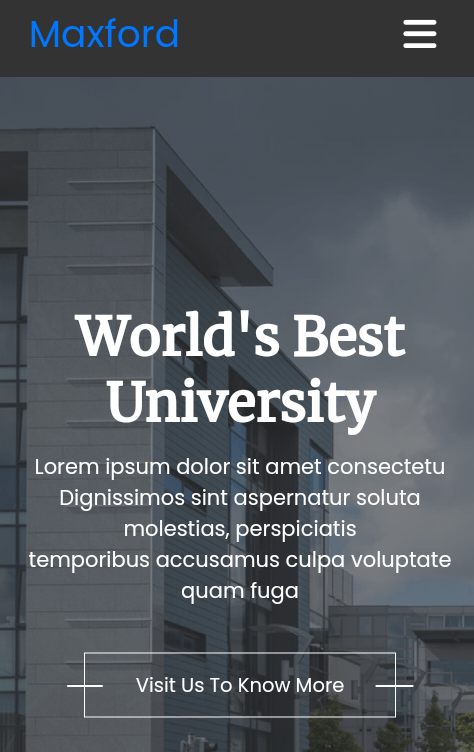 Maxford
World's Best
University
Lorem ipsum dolor sit amet consectetu
Dignissimos sint aspernatur soluta
molestias, perspiciatis
temporibus accusamus culpa voluptate
quam fuga
Visit Us To Know More